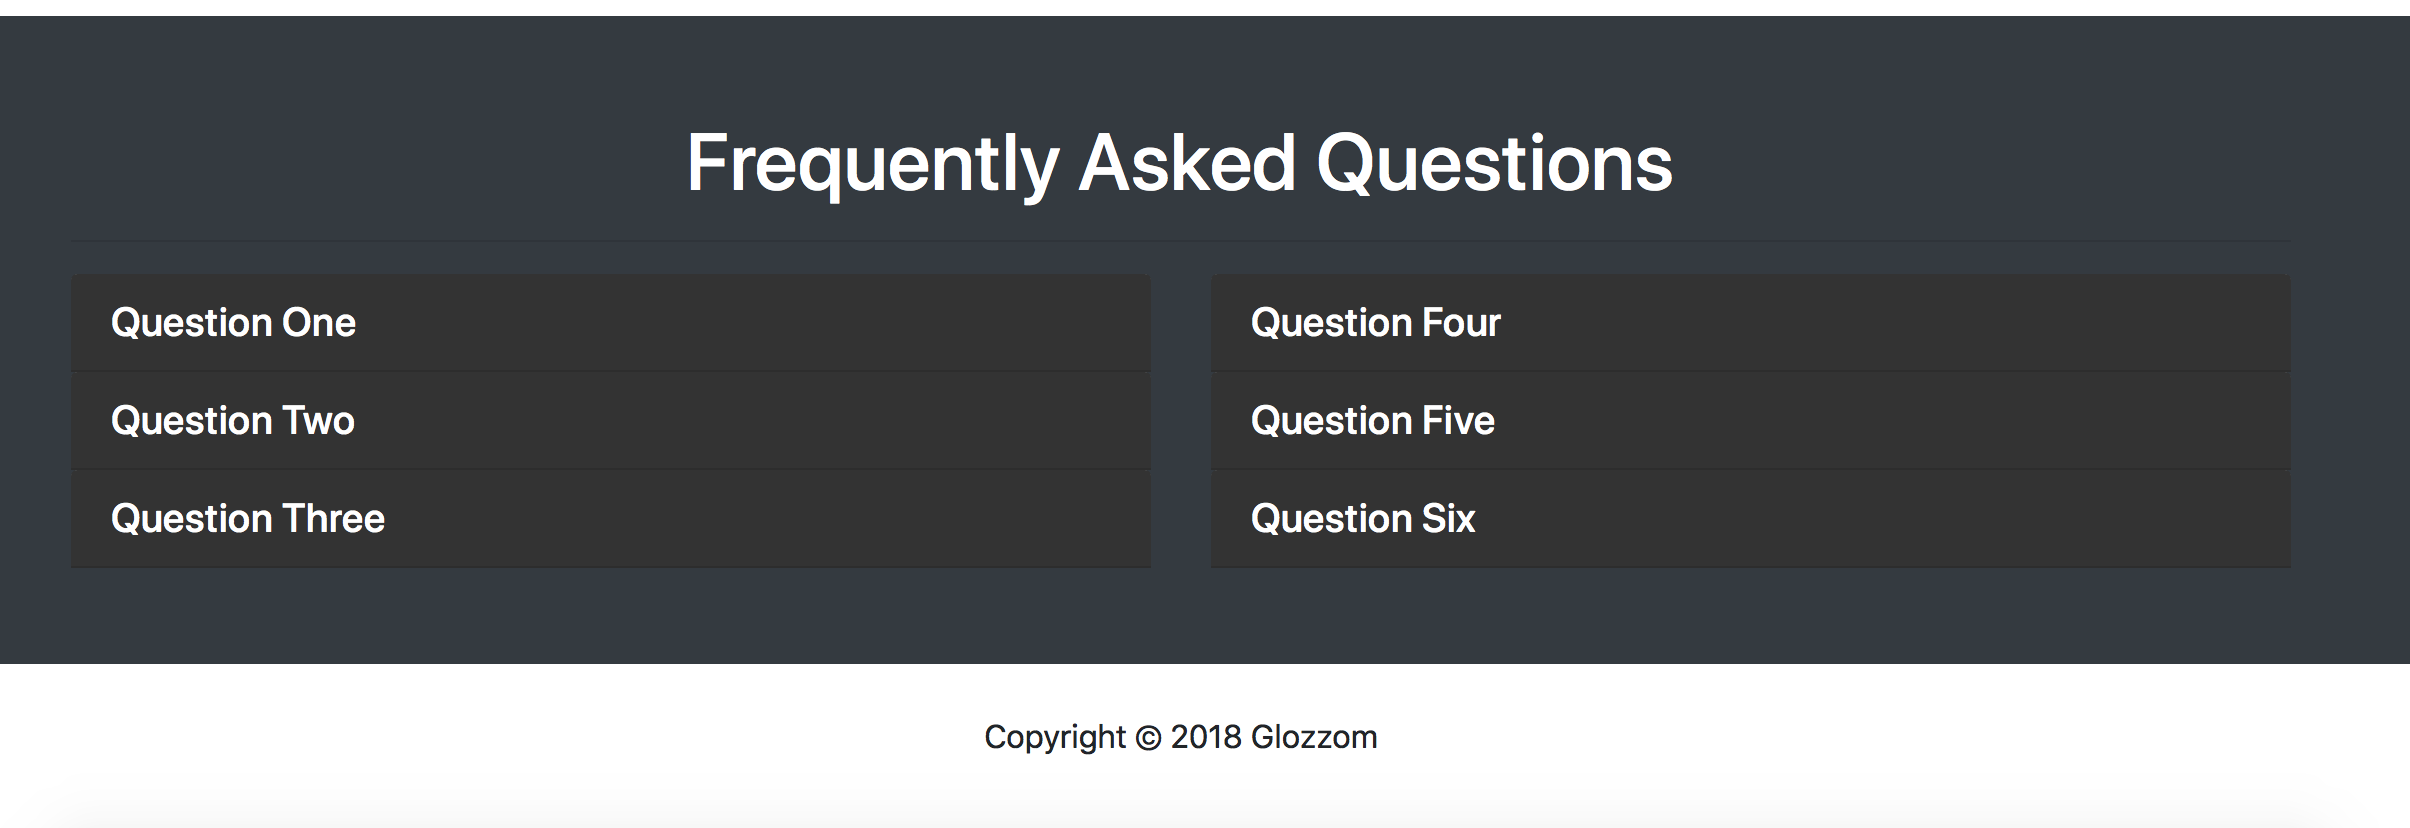 Frequently Asked Questions
Question One
Question Two
Question Three
Question Four
Question Five
Question Six
Copyright © 2018 Glozzom